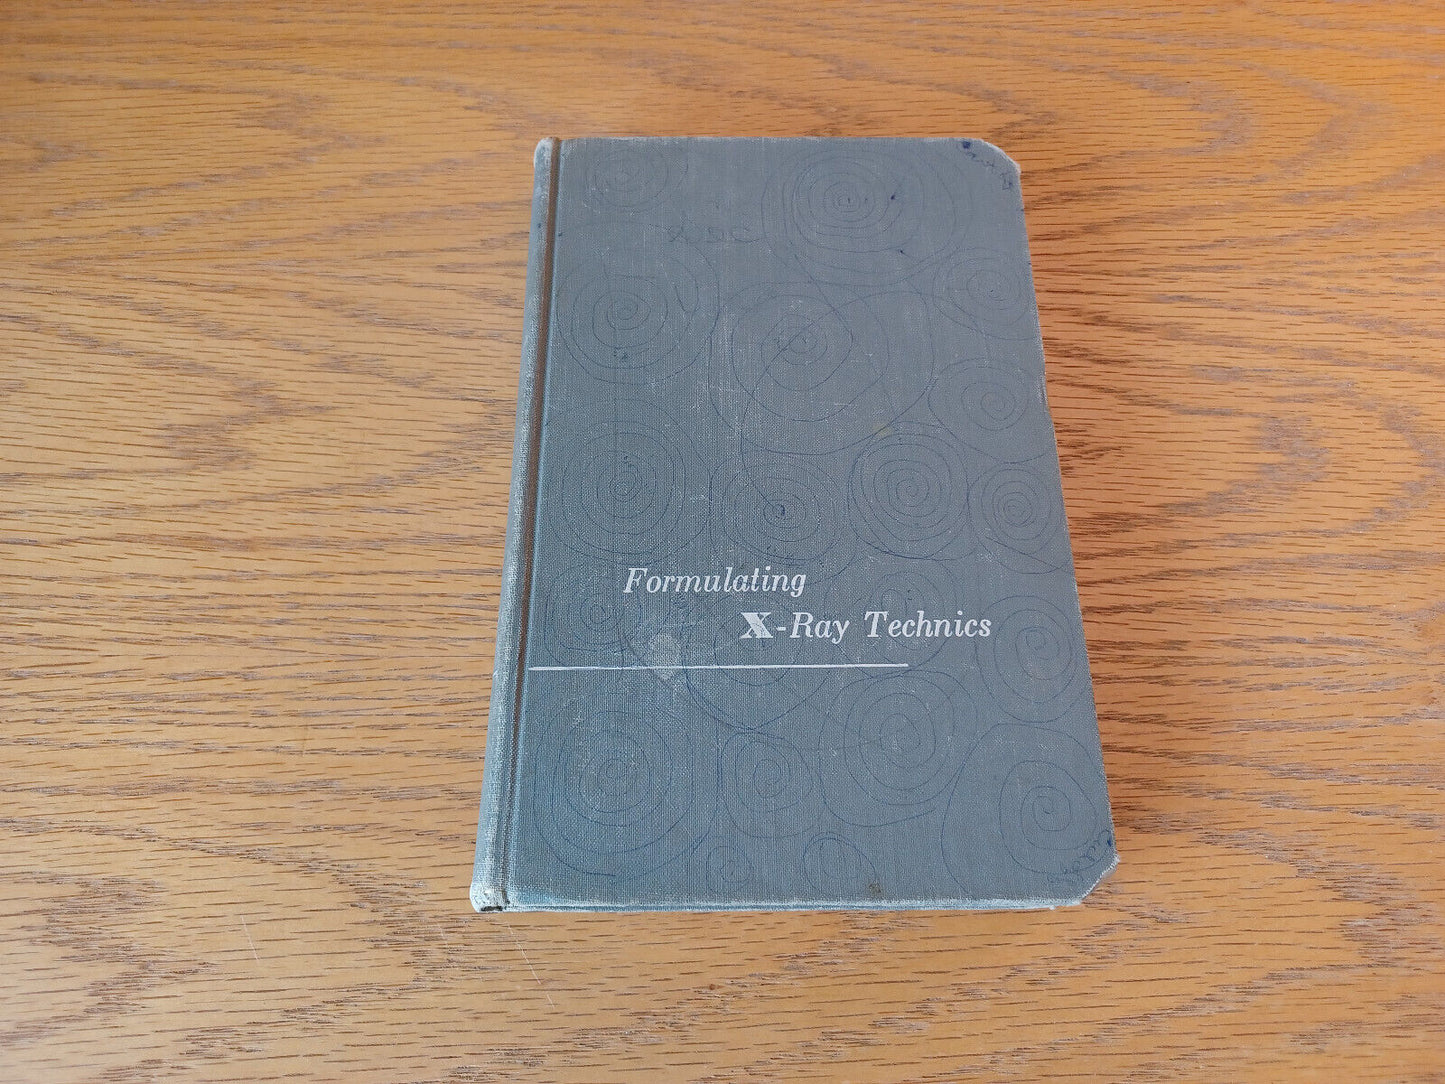 Formulating
X-Ray Technics